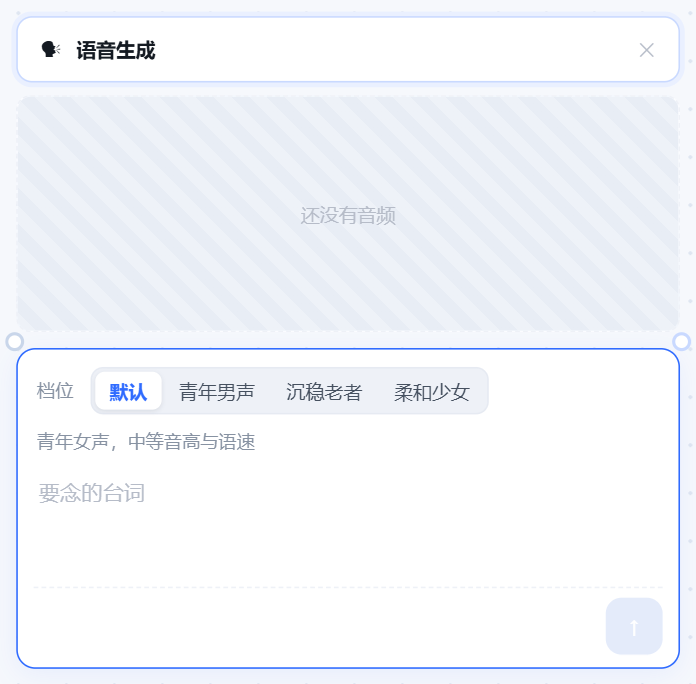 语音生成
还没有音频
档位 默认 青年男声 沉稳老者 柔和少女
青年女声，中等音高与语速
要念的台词